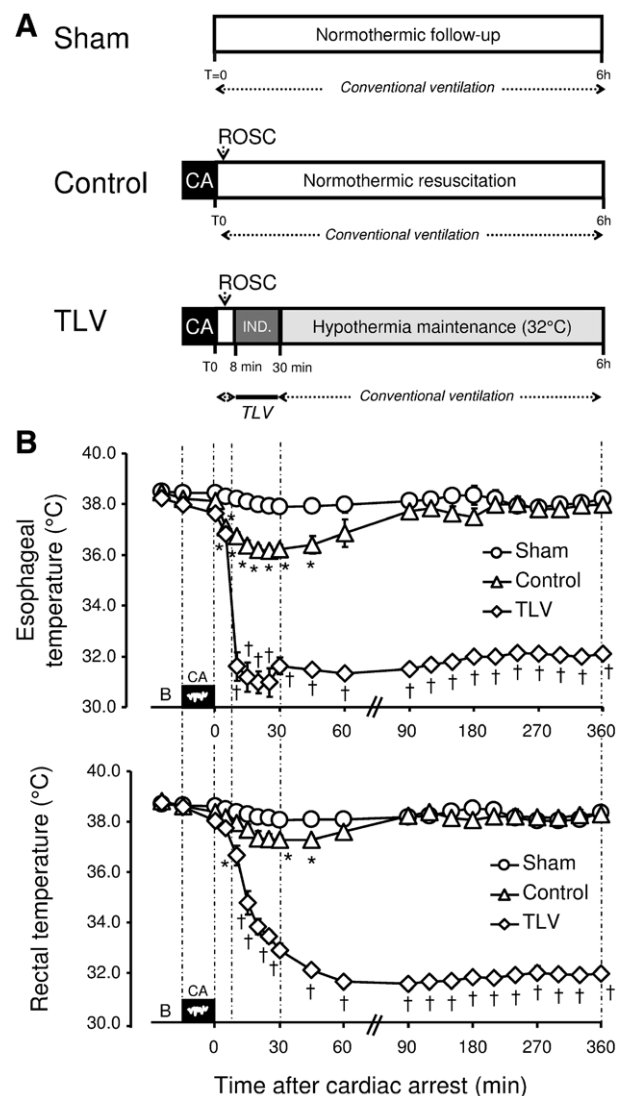 A
Sham
Normothermic follow-up
T=0
6h
Conventional ventilation
ROSC
Control
CA
Normothermic resuscitation
T0
6h
Conventional ventilation
ROSC
TLV
CA
IND.
Hypothermia maintenance (32°C)
T0
8 min
30 min
6h
TLV
Conventional ventilation
B
Esophageal
temperature (°C)
40.0
38.0
36.0
34.0
32.0
30.0
* * * * * * * *
† † † † † † † † † † † † † † † †
Sham
Control
TLV
B
CA
0 30 60 90 180 270 360
Rectal temperature (°C)
40.0
38.0
36.0
34.0
32.0
30.0
* * *
† † † † † † † † † † † † † † † †
Sham
Control
TLV
B
CA
0 30 60 90 180 270 360
Time after cardiac arrest (min)